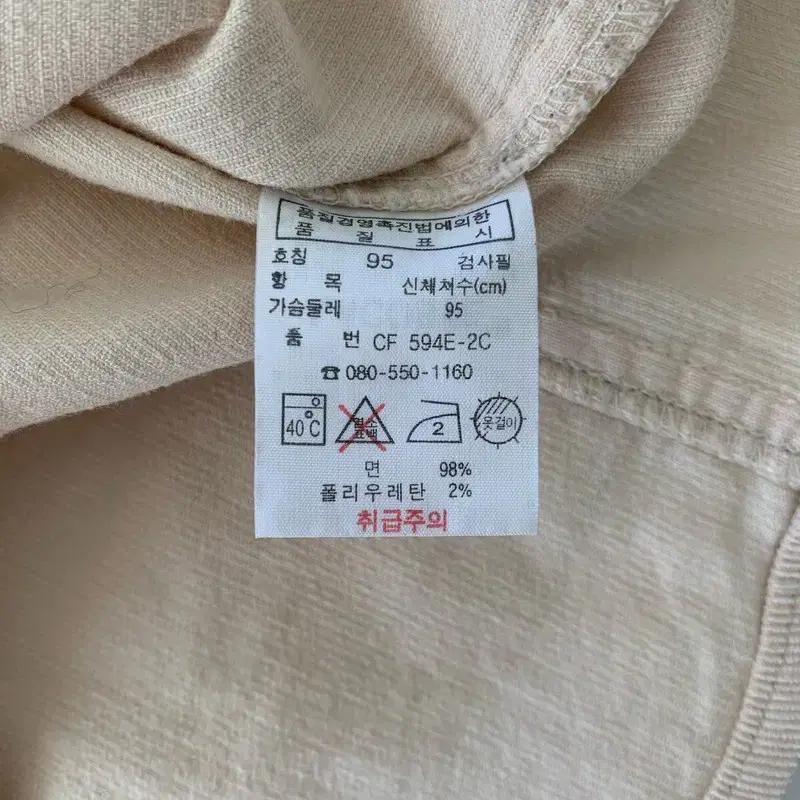 품질경영촉진법에의한
품 질 표 시
호칭 95 검사필
항 목 신체척수(cm)
가슴둘레 95
품 번 CF 594E-2C
☎ 080-550-1160
40 C 염소 표백 2 옷걸이
면 98%
폴리우레탄 2%
취급주의